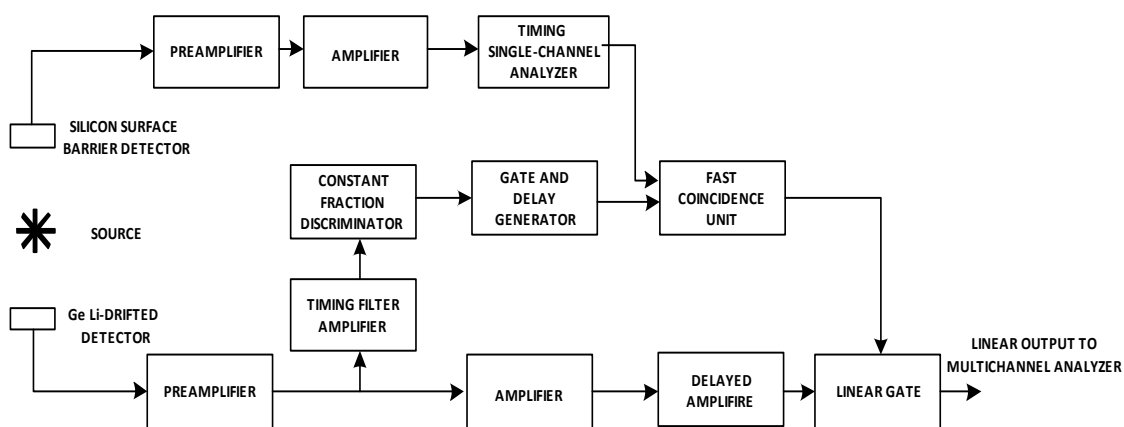 PREAMPLIFIER
AMPLIFIER
TIMING
SINGLE-CHANNEL
ANALYZER
SILICON SURFACE
BARRIER DETECTOR
CONSTANT
FRACTION
DISCRIMINATOR
GATE AND
DELAY
GENERATOR
FAST
COINCIDENCE
UNIT
SOURCE
Ge Li-DRIFTED
DETECTOR
TIMING FILTER
AMPLIFIER
PREAMPLIFIER
AMPLIFIER
DELAYED
AMPLIFIRE
LINEAR GATE
LINEAR OUTPUT TO
MULTICHANNEL ANALYZER